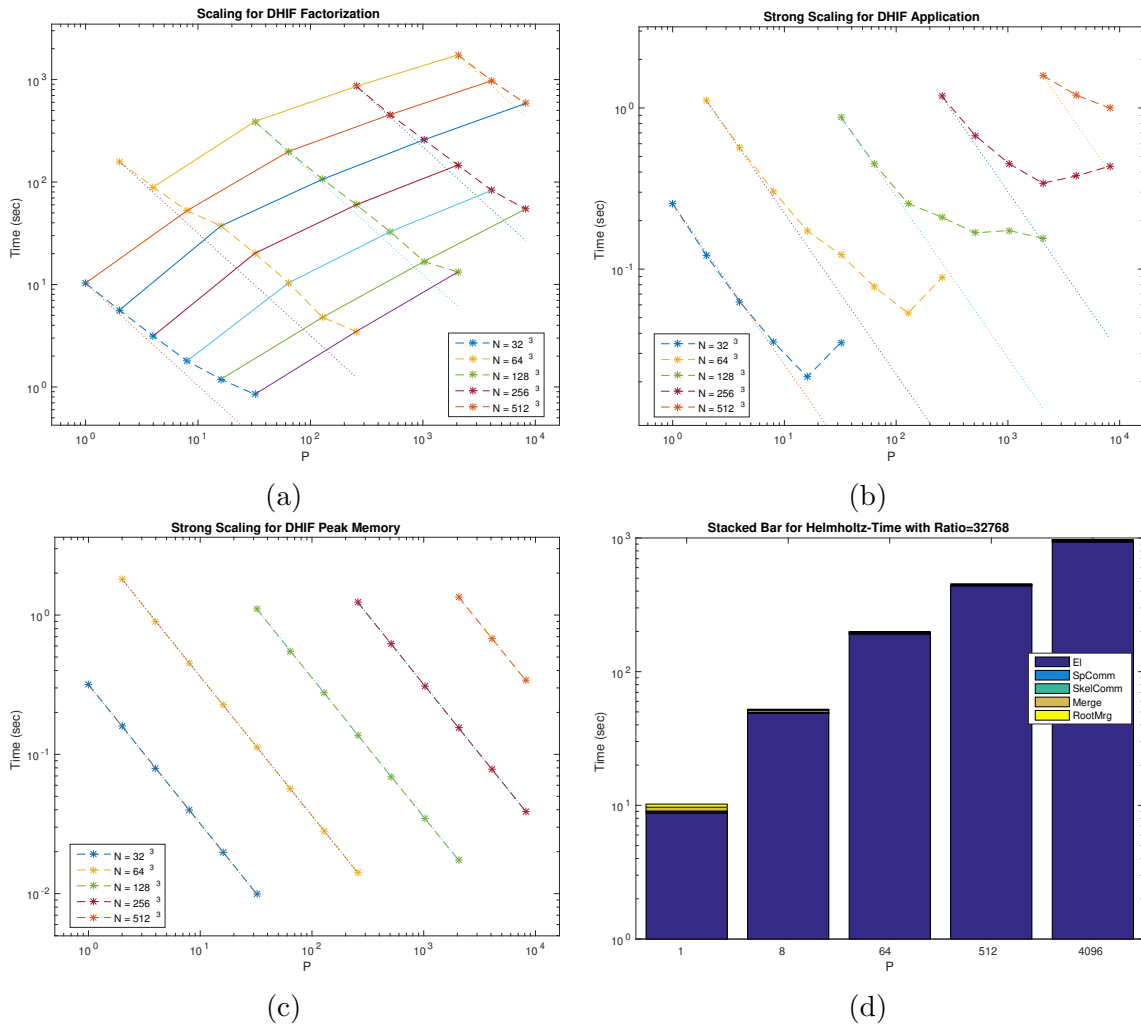 Scaling for DHIF Factorization
Time (sec)
10^3
10^2
10^1
10^0
10^0
10^1
10^2
10^3
10^4
P
N = 32 ^3
N = 64 ^3
N = 128 ^3
N = 256 ^3
N = 512 ^3
(a)
Strong Scaling for DHIF Application
Time (sec)
10^0
10^-1
10^0
10^1
10^2
10^3
10^4
P
N = 32 ^3
N = 64 ^3
N = 128 ^3
N = 256 ^3
N = 512 ^3
(b)
Strong Scaling for DHIF Peak Memory
Time (sec)
10^0
10^-1
10^-2
10^0
10^1
10^2
10^3
10^4
P
N = 32 ^3
N = 64 ^3
N = 128 ^3
N = 256 ^3
N = 512 ^3
(c)
Stacked Bar for Helmholtz-Time with Ratio=32768
Time (sec)
10^3
10^2
10^1
10^0
1
8
64
512
4096
P
El
SpComm
SkelComm
Merge
RootMrg
(d)